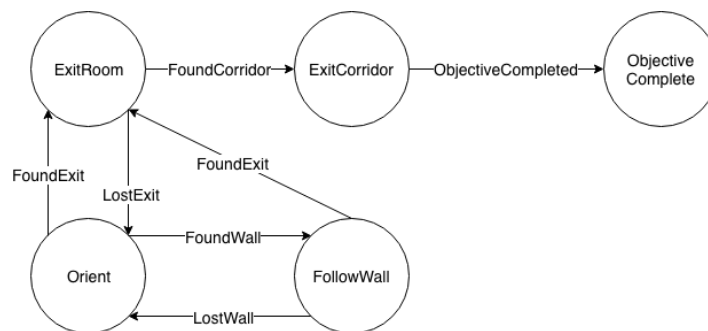 ExitRoom
FoundCorridor
ExitCorridor
ObjectiveCompleted
Objective
Complete
FoundExit
FoundExit
LostExit
FoundWall
Orient
FollowWall
LostWall